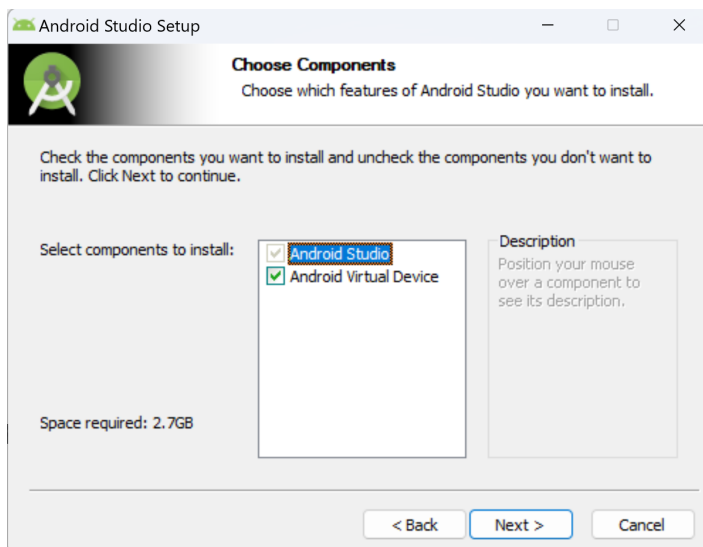 Android Studio Setup
Choose Components
Choose which features of Android Studio you want to install.
Check the components you want to install and uncheck the components you don't want to
install. Click Next to continue.
Select components to install:
Android Studio
Android Virtual Device
Description
Position your mouse
over a component to
see its description.
Space required: 2.7GB
< Back
Next >
Cancel